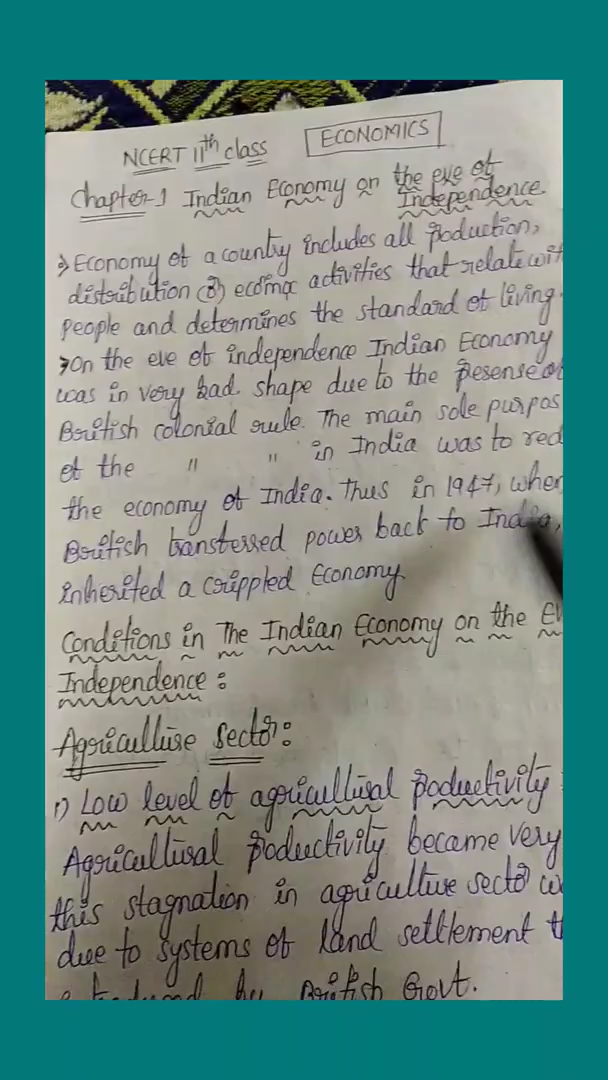 NCERT 11th class ECONOMICS
Chapter-1 Indian Economy on the eve of
Independence.
Economy of a country includes all Production,
distribution (or) economic activities that relate wit
people and determines the standard of living.
On the eve of independence Indian Economy
was in very bad shape due to the Presense of
British colonial rule. The main sole purpos
of the " " in India was to red
the economy of India. Thus in 1947, when
British transferred power back to India,
inherited a crippled Economy.
Conditions in The Indian Economy on the Ev
Independence :
Agriculture Sector:
1) Low level of agricultural Productivity :
Agricultural Productivity became very
this stagnation in agriculture sector w
due to systems of land settlement t
by British Govt.